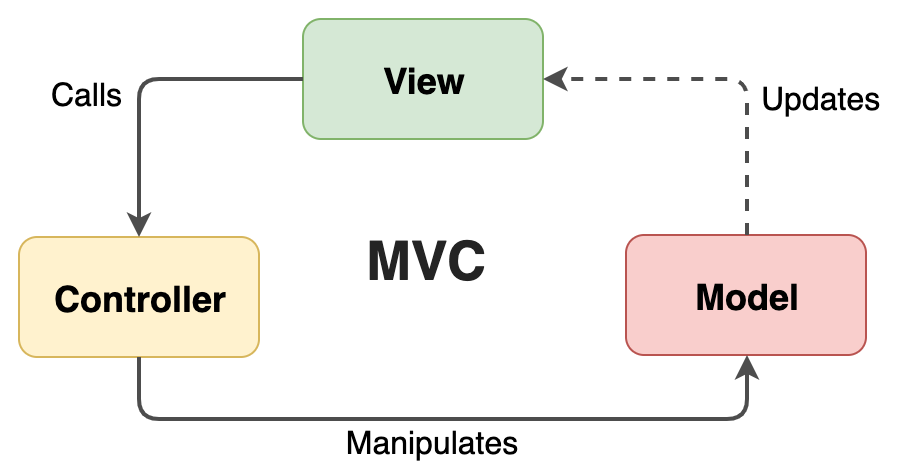 View
Calls
Updates
MVC
Controller
Model
Manipulates